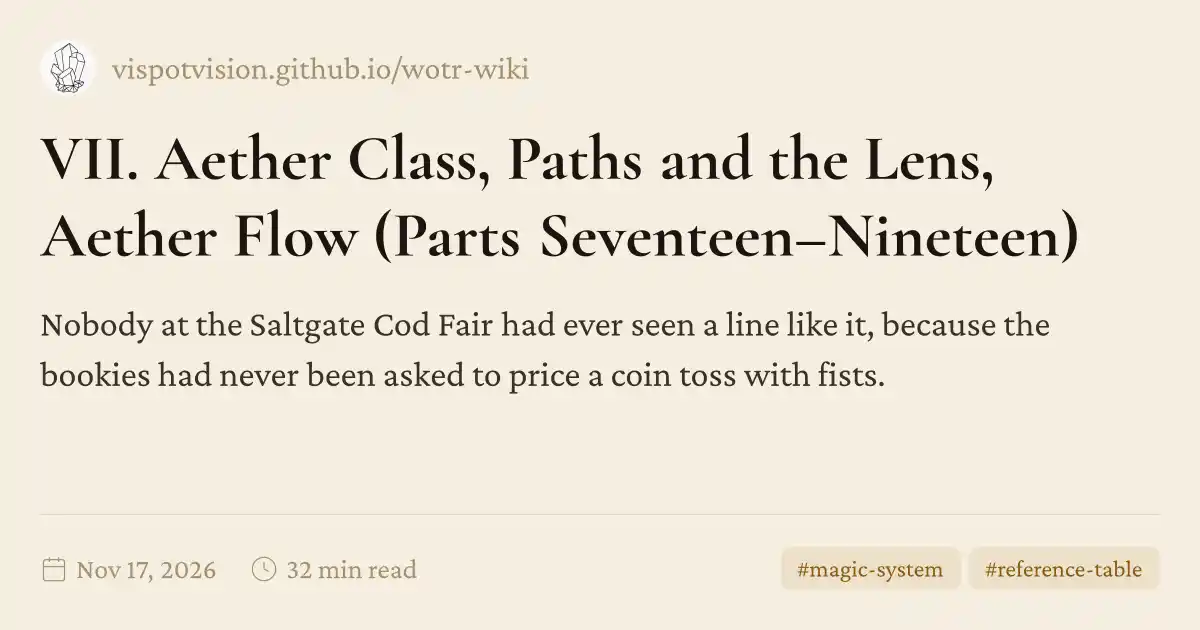 vispotvision.github.io/wotr-wiki
VII. Aether Class, Paths and the Lens,
Aether Flow (Parts Seventeen–Nineteen)
Nobody at the Saltgate Cod Fair had ever seen a line like it, because the
bookies had never been asked to price a coin toss with fists.
Nov 17, 2026
32 min read
#magic-system
#reference-table